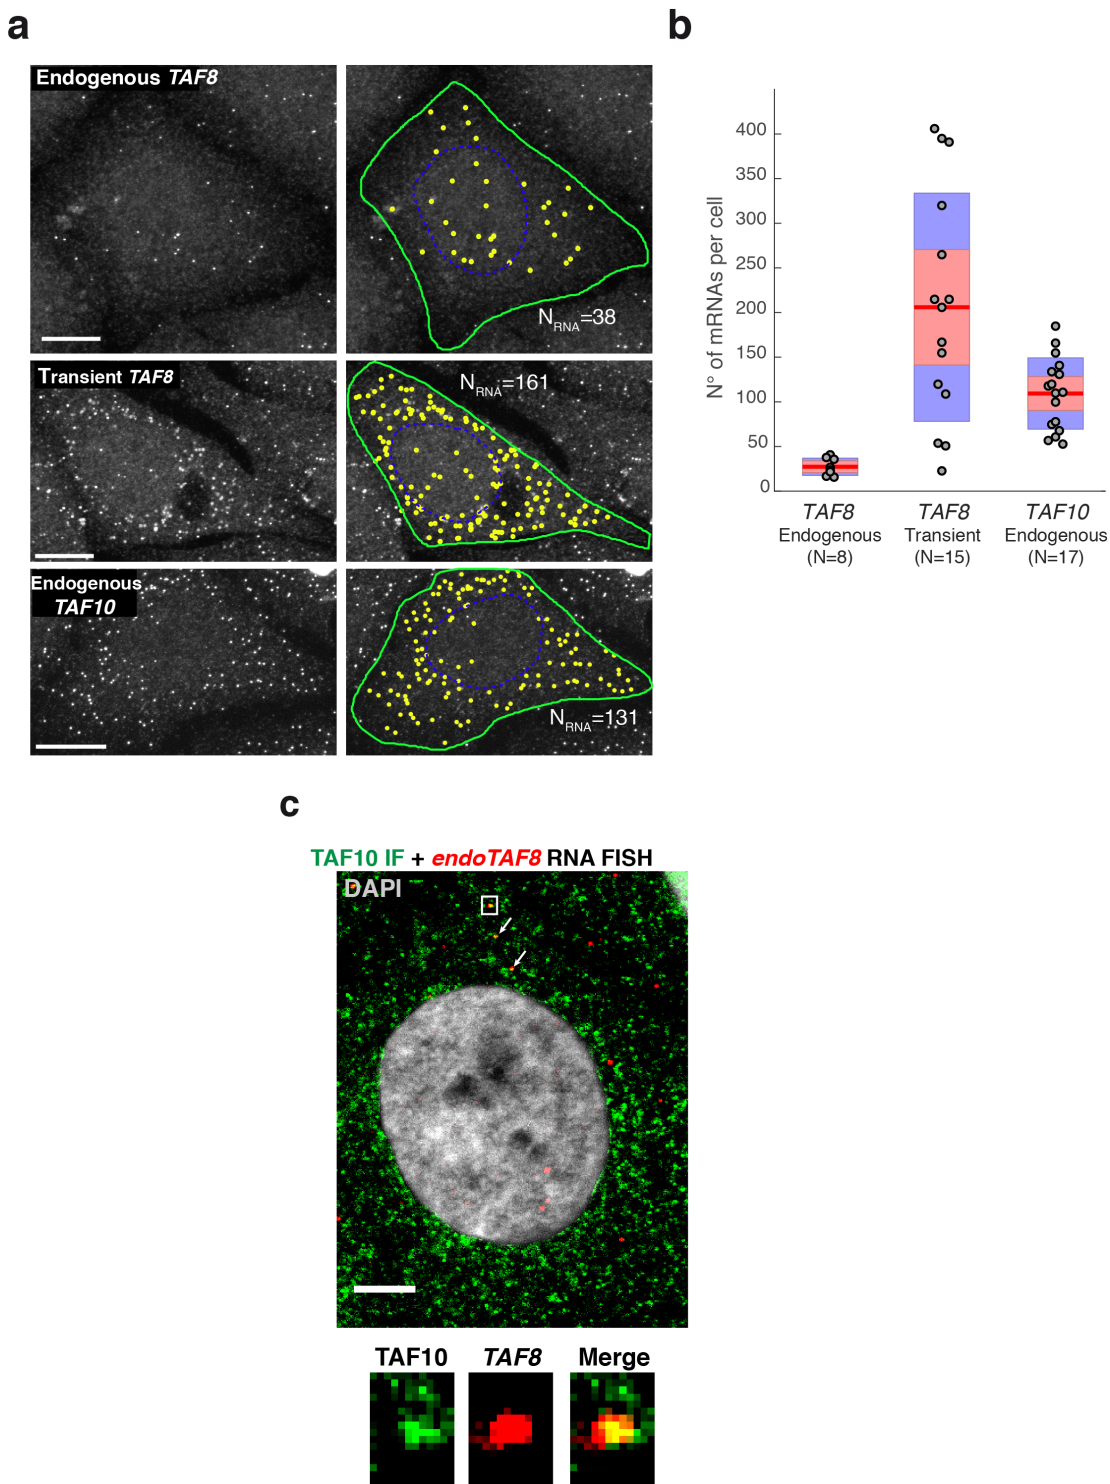 a
Endogenous TAF8
N_RNA=38
Transient TAF8
N_RNA=161
Endogenous
TAF10
N_RNA=131
b
N° of mRNAs per cell
400
350
300
250
200
150
100
50
0
TAF8
Endogenous
(N=8)
TAF8
Transient
(N=15)
TAF10
Endogenous
(N=17)
c
TAF10 IF + endoTAF8 RNA FISH
DAPI
TAF10
TAF8
Merge